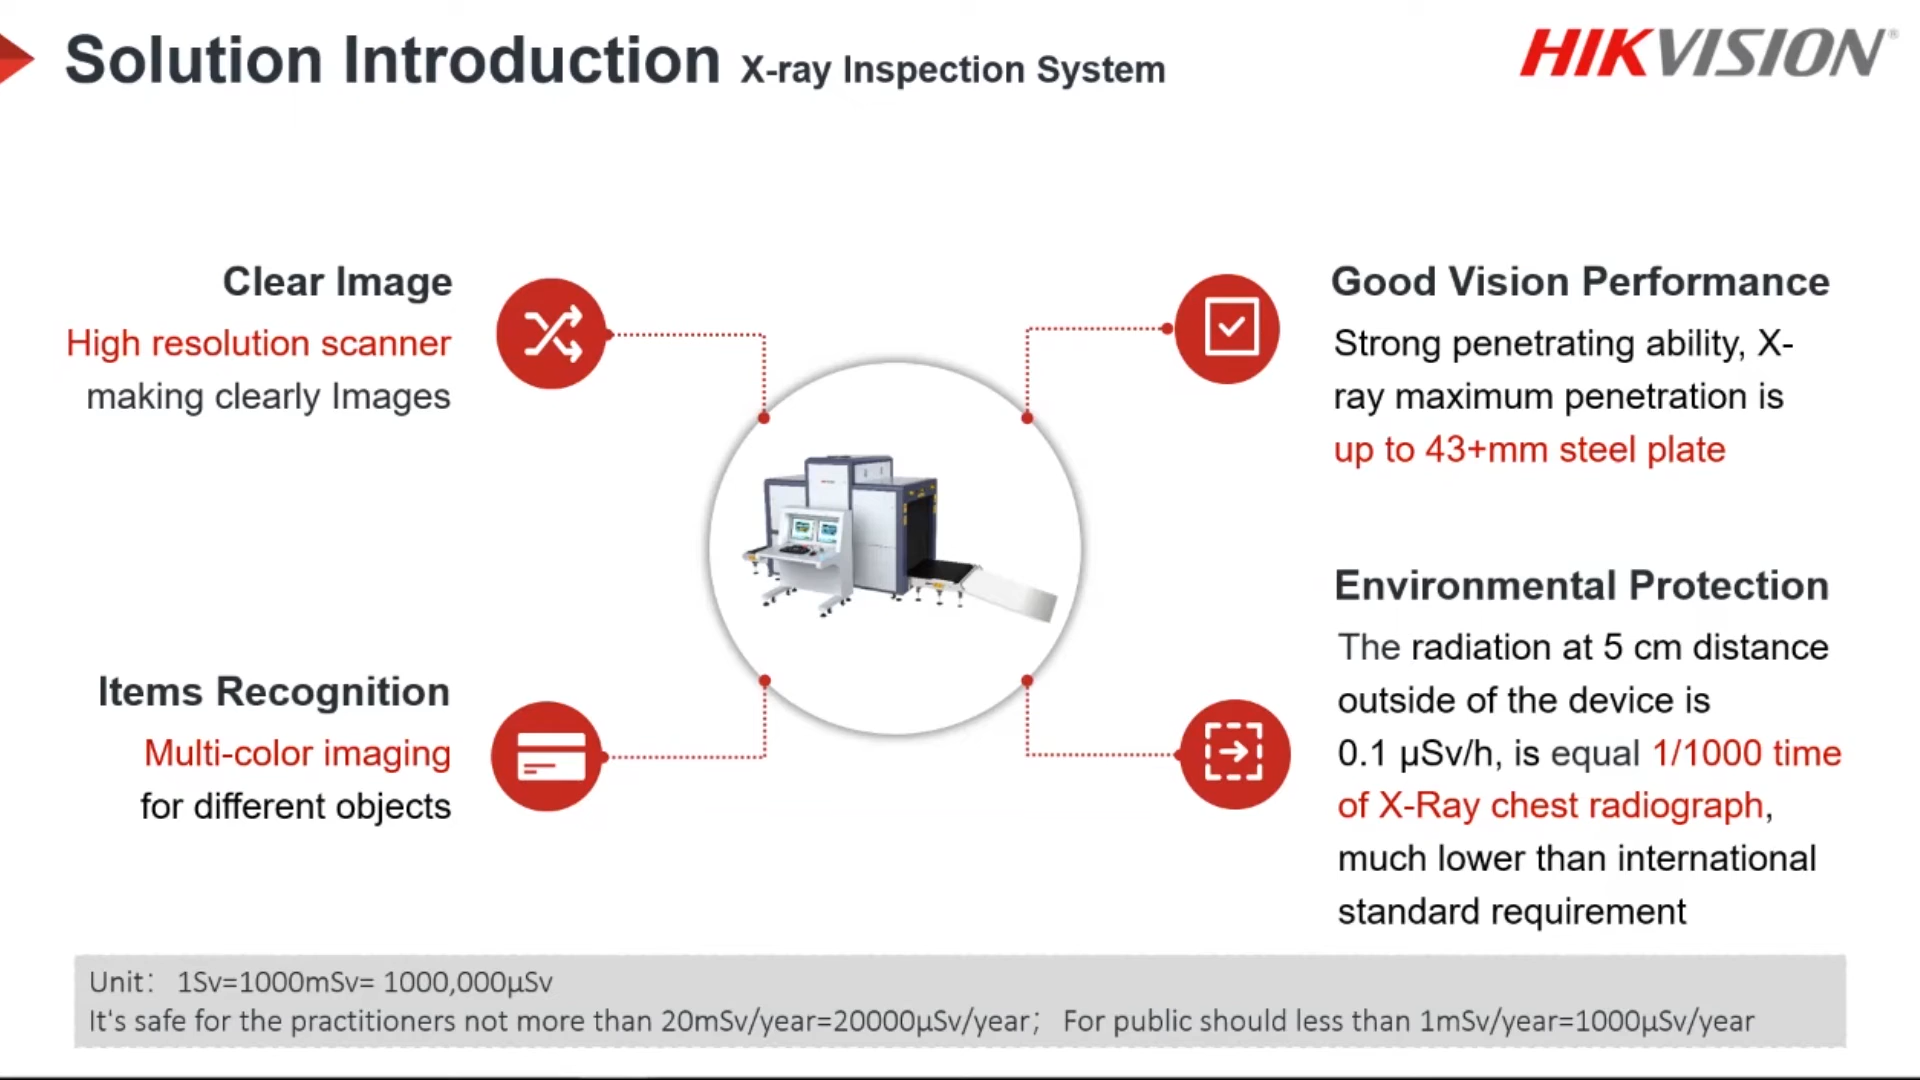 Solution Introduction X-ray Inspection System
HIKVISION®
Clear Image
High resolution scanner
making clearly Images
Good Vision Performance
Strong penetrating ability, X-
ray maximum penetration is
up to 43+mm steel plate
Items Recognition
Multi-color imaging
for different objects
Environmental Protection
The radiation at 5 cm distance
outside of the device is
0.1 μSv/h, is equal 1/1000 time
of X-Ray chest radiograph,
much lower than international
standard requirement
Unit： 1Sv=1000mSv= 1000,000μSv
It's safe for the practitioners not more than 20mSv/year=20000μSv/year； For public should less than 1mSv/year=1000μSv/year